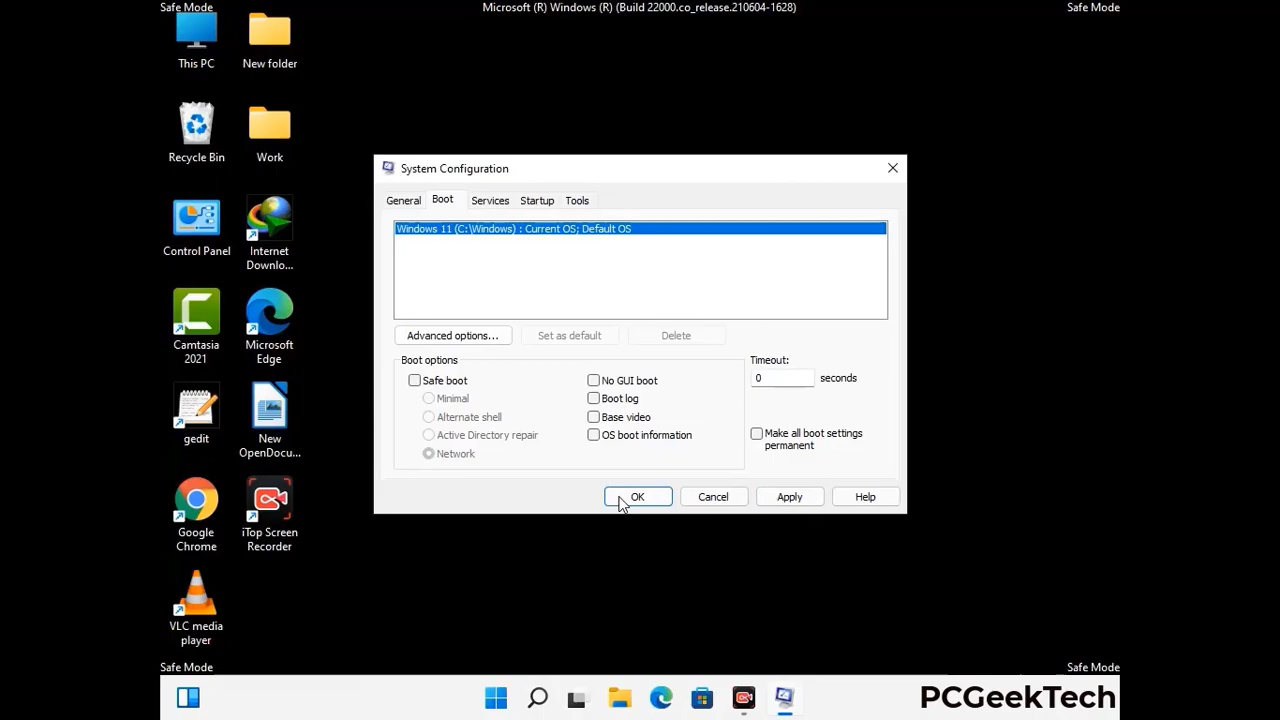 Safe Mode
Microsoft (R) Windows (R) (Build 22000.co_release.210604-1628)
Safe Mode
This PC
New folder
Recycle Bin
Work
Control Panel
Internet
Downlo...
Camtasia
2021
Microsoft
Edge
gedit
New
OpenDocu...
Google
Chrome
iTop Screen
Recorder
VLC media
player
System Configuration
General
Boot
Services
Startup
Tools
Windows 11 (C:\Windows) : Current OS; Default OS
Advanced options...
Set as default
Delete
Boot options
Safe boot
Minimal
Alternate shell
Active Directory repair
Network
No GUI boot
Boot log
Base video
OS boot information
Timeout:
0 seconds
Make all boot settings
permanent
OK
Cancel
Apply
Help
Safe Mode
Safe Mode
PCGeekTech